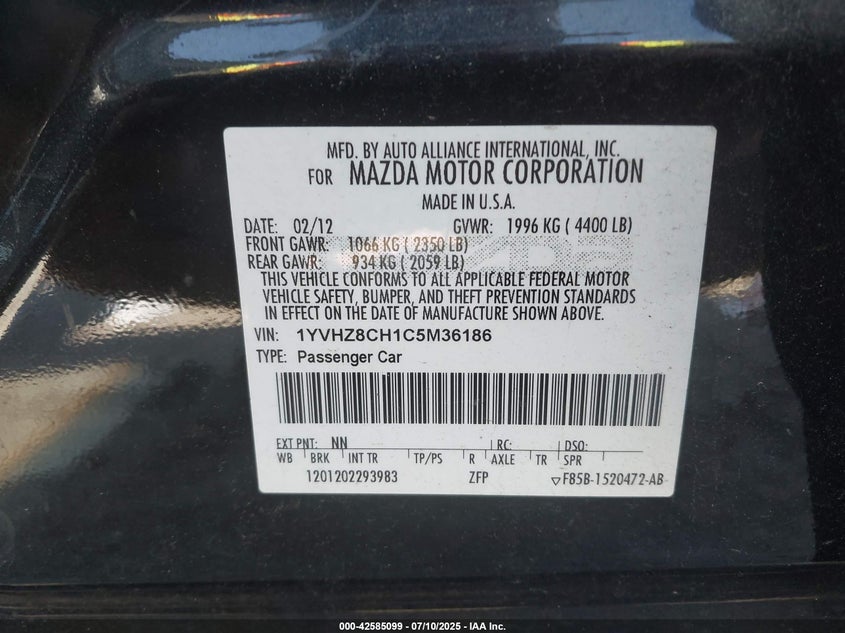 MFD. BY AUTO ALLIANCE INTERNATIONAL, INC.
FOR MAZDA MOTOR CORPORATION
MADE IN U.S.A.
DATE: 02/12 GVWR: 1996 KG ( 4400 LB)
FRONT GAWR: 1066 KG ( 2350 LB)
REAR GAWR: 934 KG ( 2059 LB)
THIS VEHICLE CONFORMS TO ALL APPLICABLE FEDERAL MOTOR
VEHICLE SAFETY, BUMPER, AND THEFT PREVENTION STANDARDS
IN EFFECT ON THE DATE OF MANUFACTURE SHOWN ABOVE.
VIN: 1YVHZ8CH1C5M36186
TYPE: Passenger Car
EXT PNT: NN RC: DSO:
WB BRK INT TR TP/PS R AXLE TR SPR
1201202293983 ZFP ▽F85B-1520472-AB
000-42585099 - 07/10/2025 - IAA Inc.